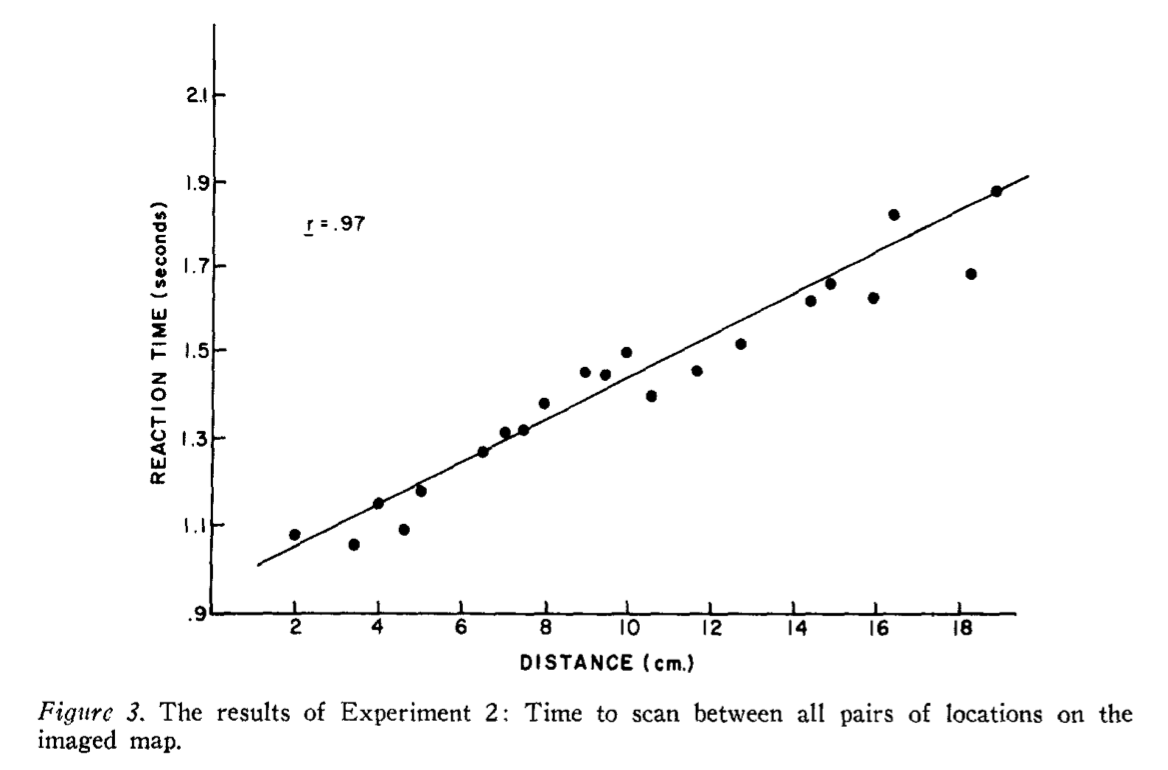 2.1
1.9
1.7
1.5
1.3
1.1
.9
REACTION TIME (seconds)
r = .97
2 4 6 8 10 12 14 16 18
DISTANCE (cm.)
Figure 3. The results of Experiment 2: Time to scan between all pairs of locations on the
imaged map.